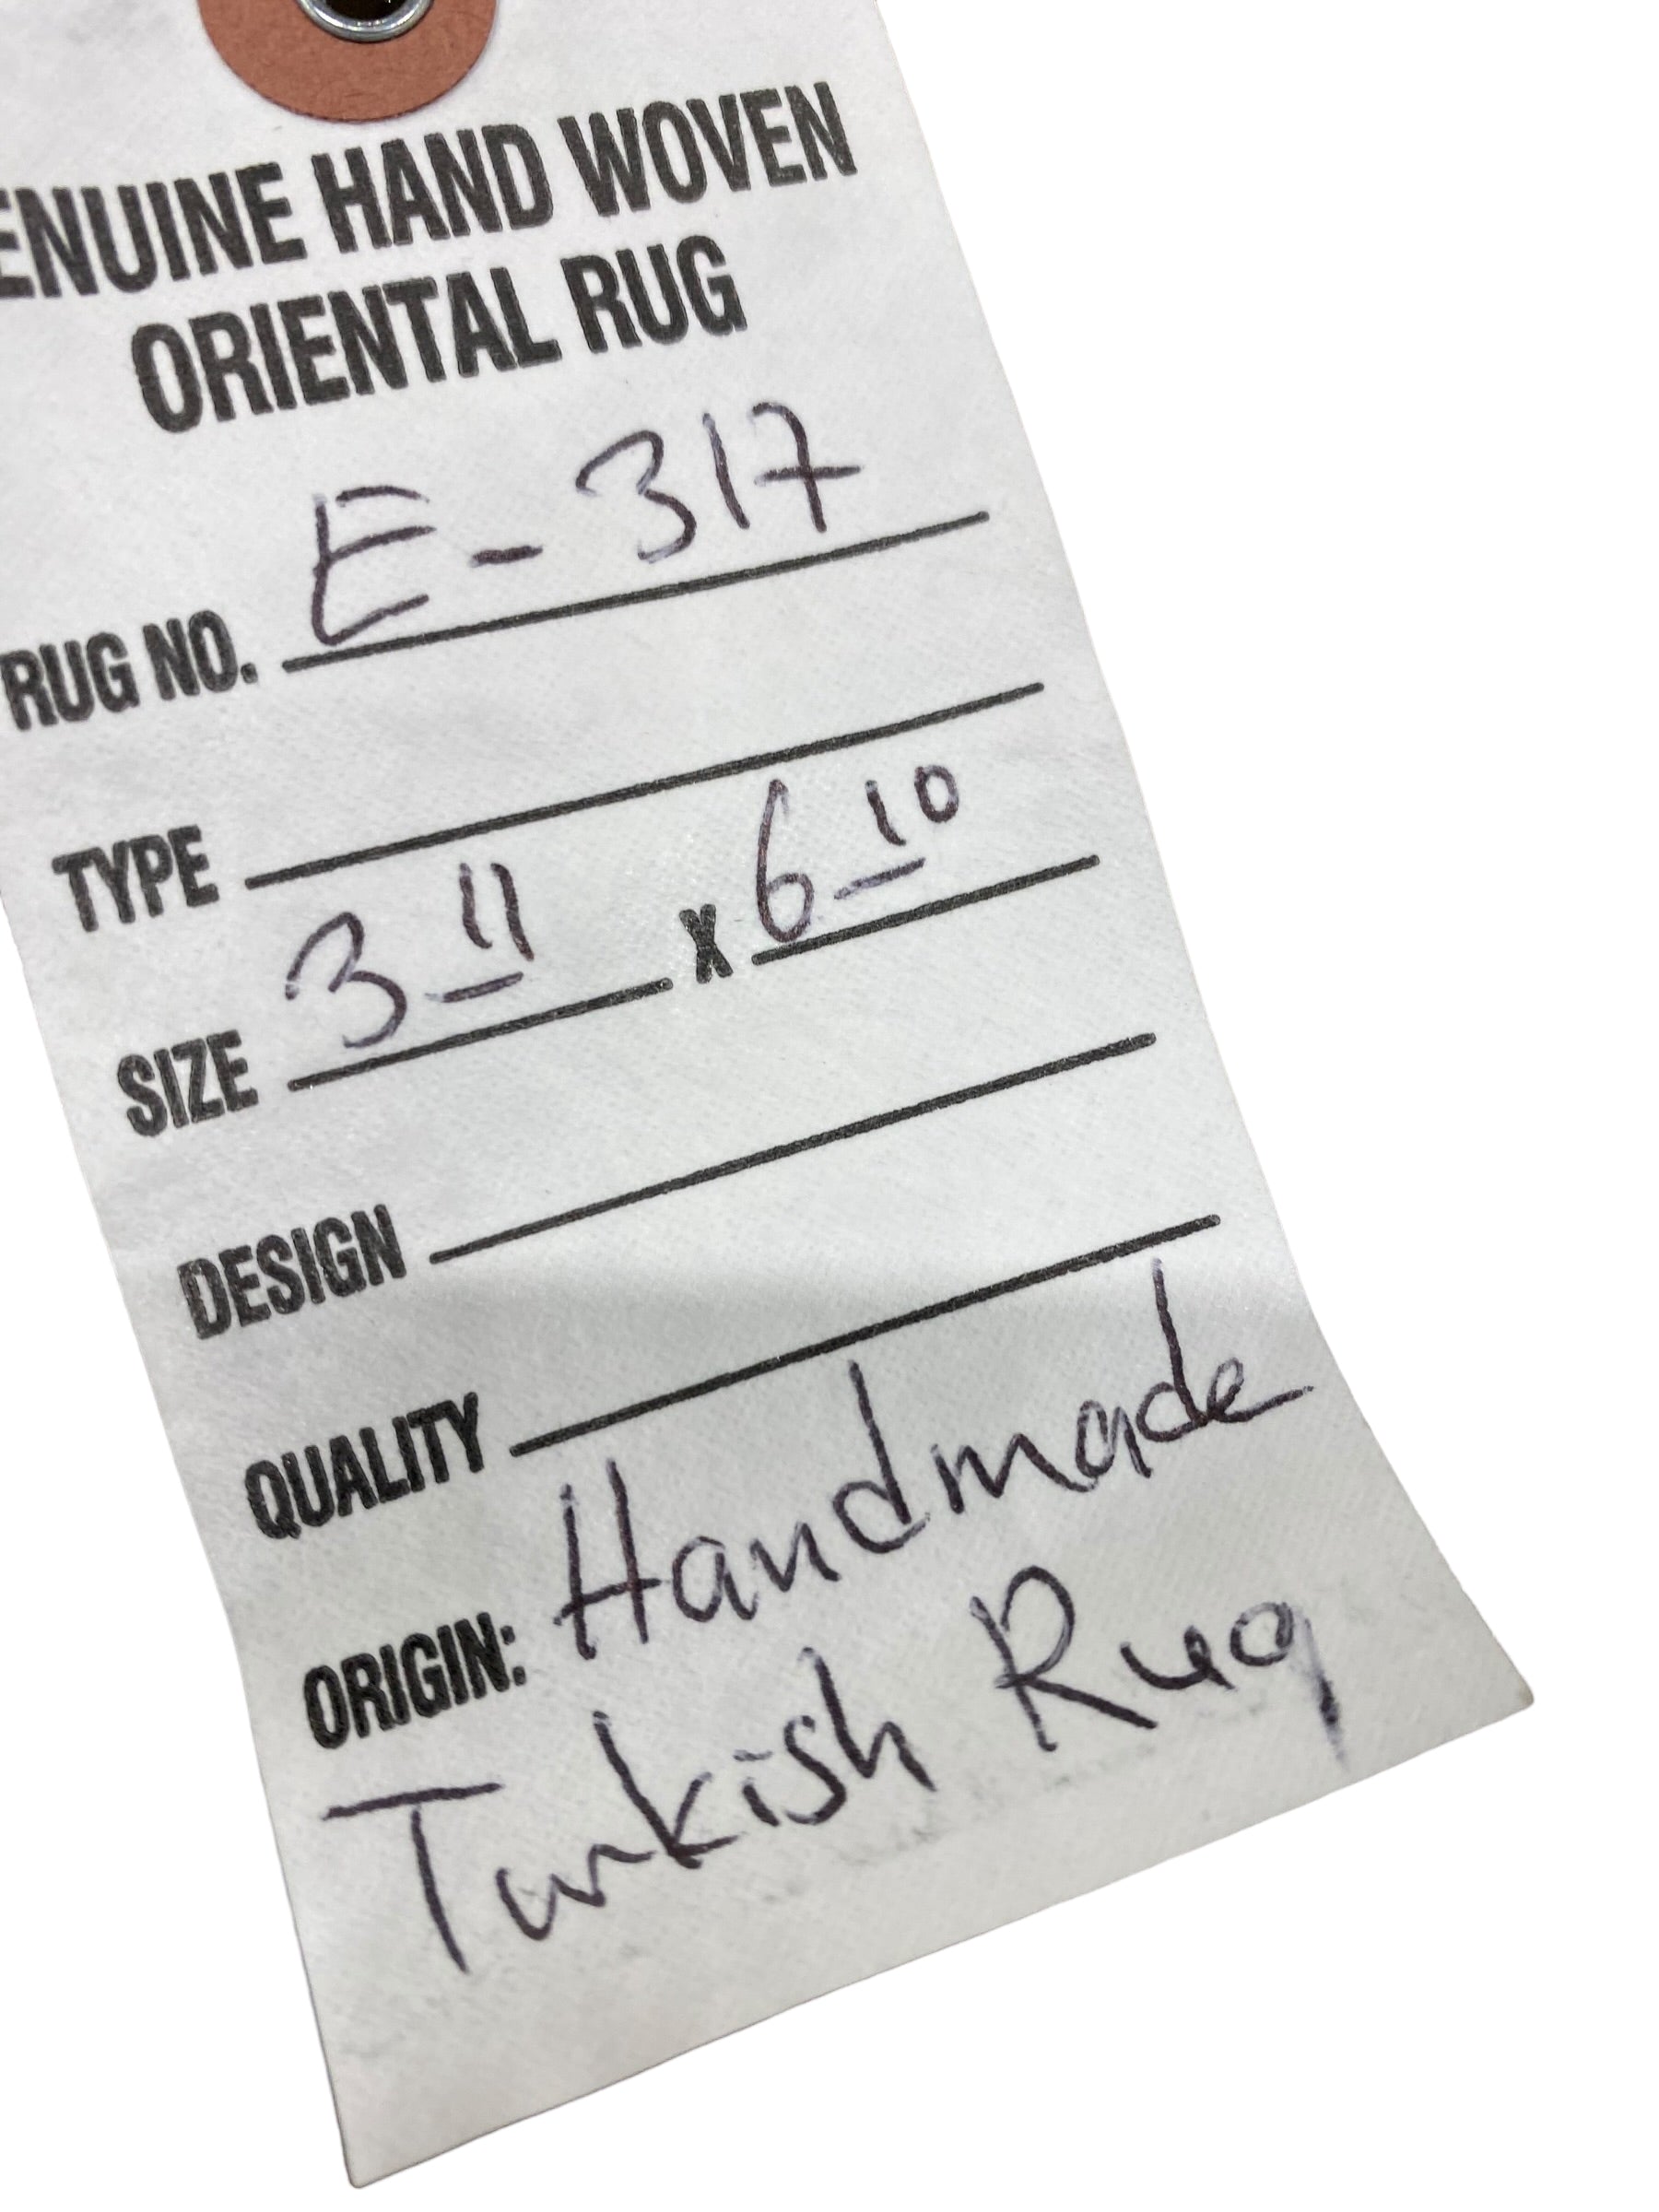 ENUINE HAND WOVEN
ORIENTAL RUG
RUG NO. E-317
TYPE
SIZE 3 11 X 6 10
DESIGN
QUALITY
ORIGIN: Handmade
Turkish Rug